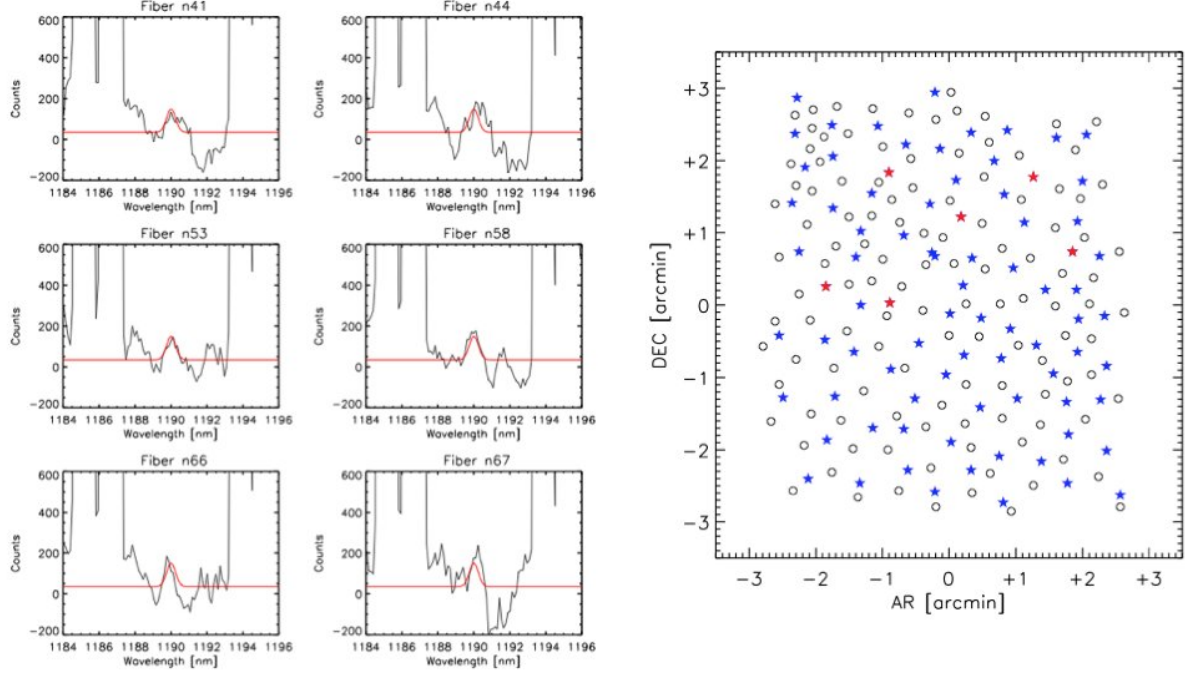 Fiber n41
600
400
200
0
−200
Counts
1184 1186 1188 1190 1192 1194 1196
Wavelength [nm]
Fiber n44
600
400
200
0
−200
Counts
1184 1186 1188 1190 1192 1194 1196
Wavelength [nm]
Fiber n53
600
400
200
0
−200
Counts
1184 1186 1188 1190 1192 1194 1196
Wavelength [nm]
Fiber n58
600
400
200
0
−200
Counts
1184 1186 1188 1190 1192 1194 1196
Wavelength [nm]
Fiber n66
600
400
200
0
−200
Counts
1184 1186 1188 1190 1192 1194 1196
Wavelength [nm]
Fiber n67
600
400
200
0
−200
Counts
1184 1186 1188 1190 1192 1194 1196
Wavelength [nm]
+3
+2
+1
0
−1
−2
−3
DEC [arcmin]
−3 −2 −1 0 +1 +2 +3
AR [arcmin]